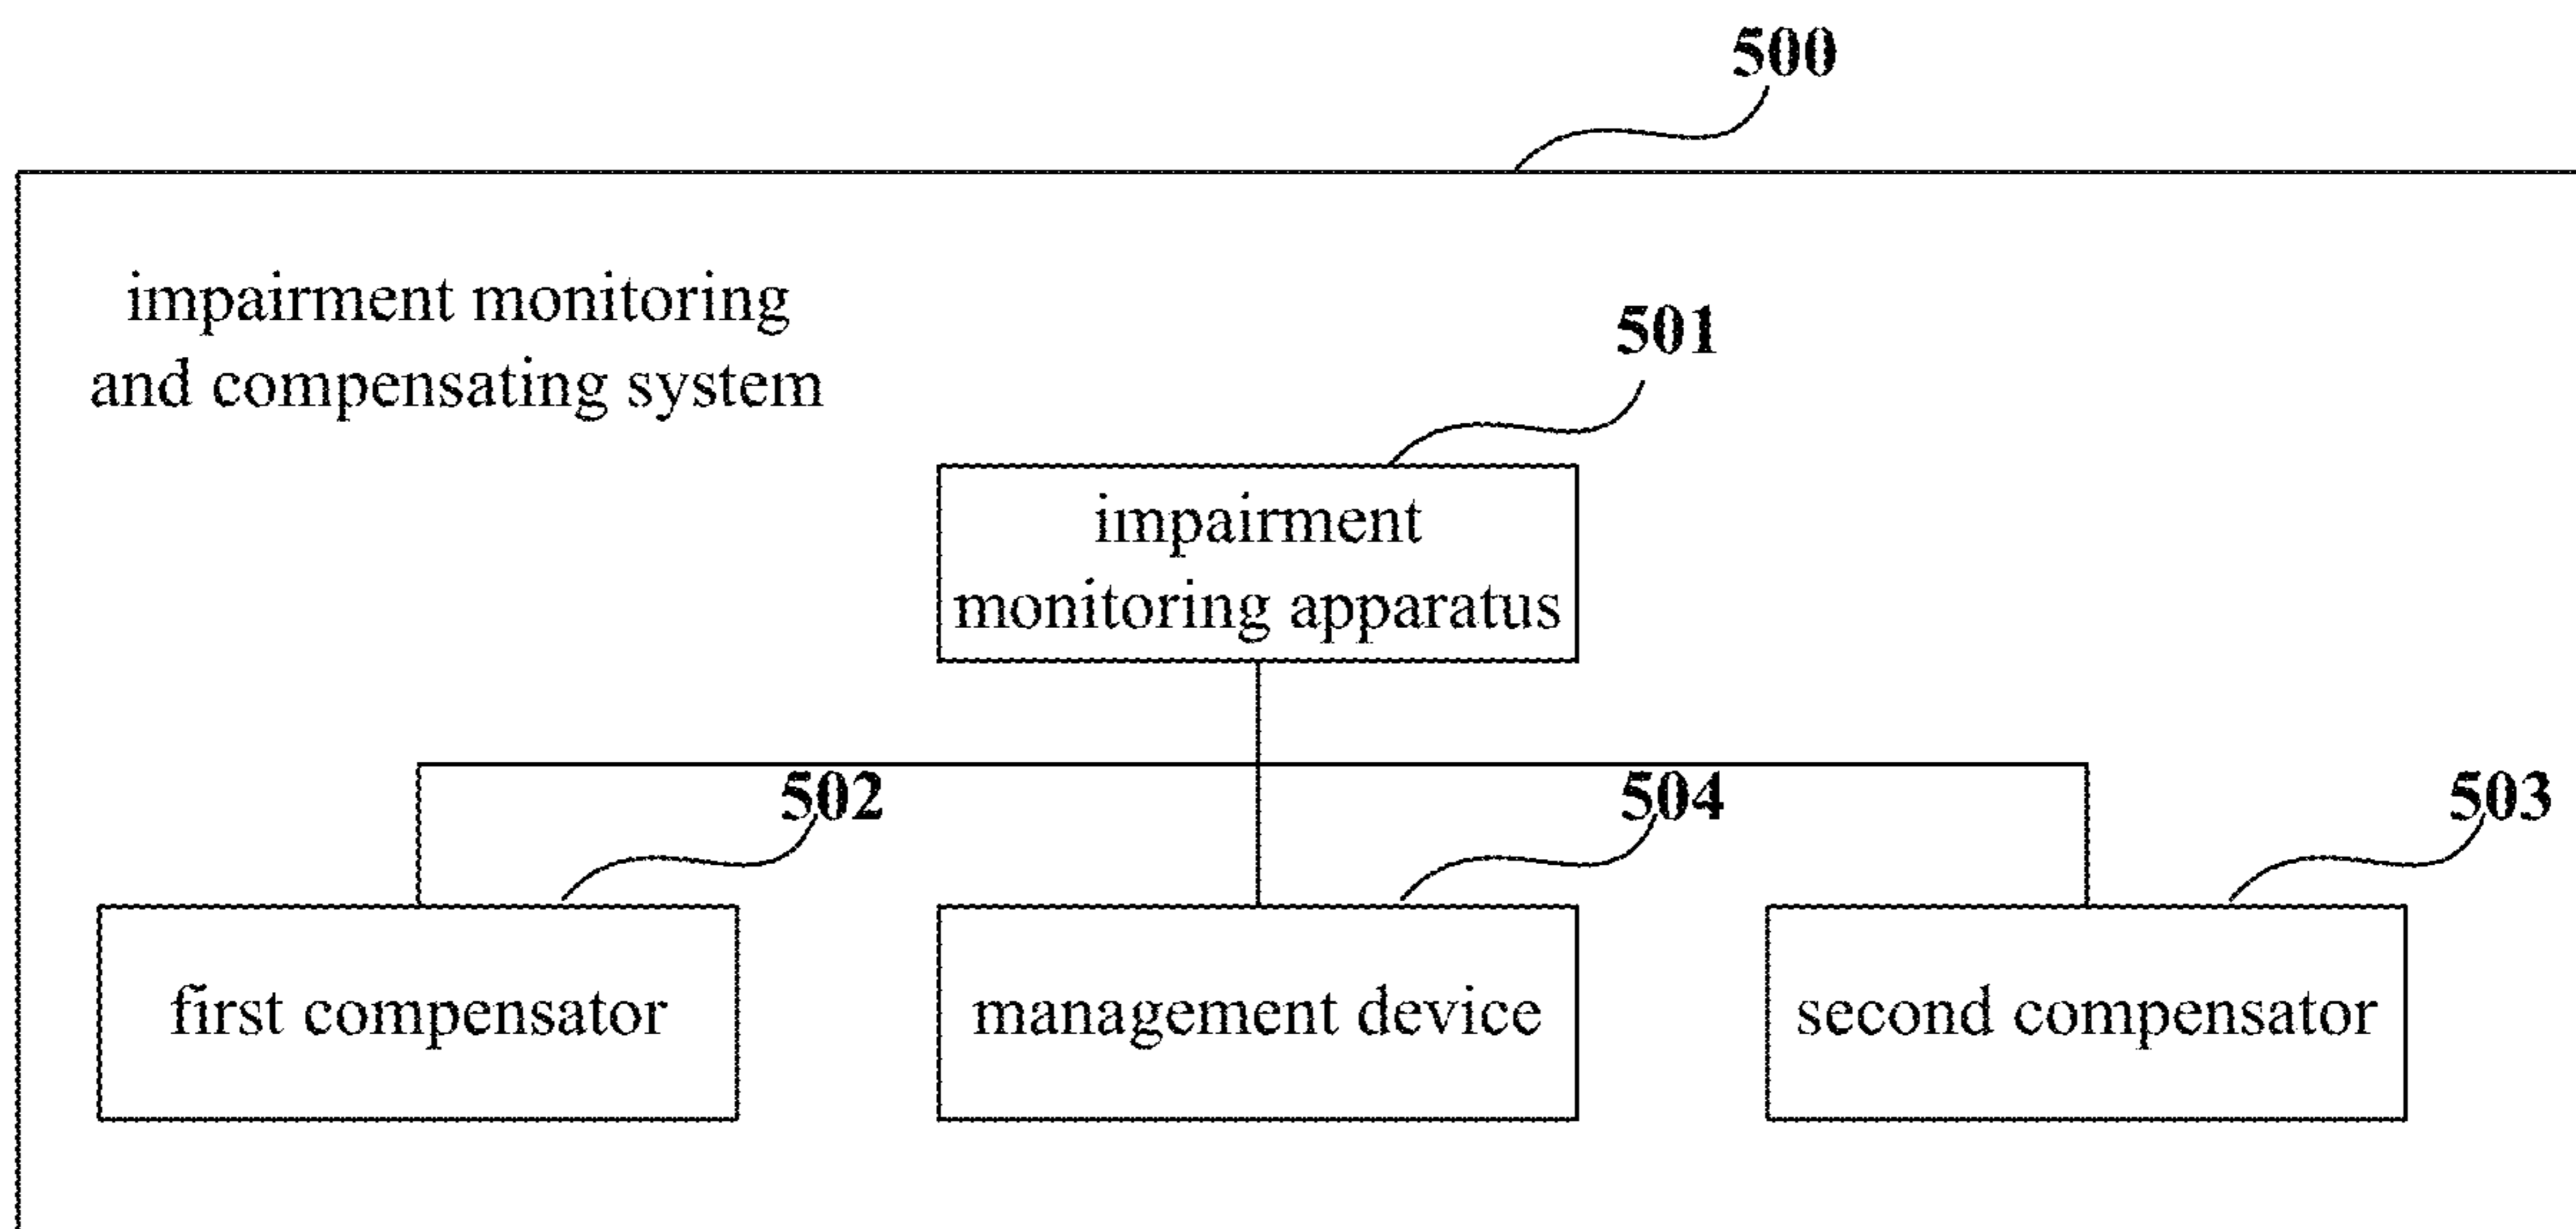 500
impairment monitoring
and compensating system
501
impairment
monitoring apparatus
502
504
503
first compensator
management device
second compensator